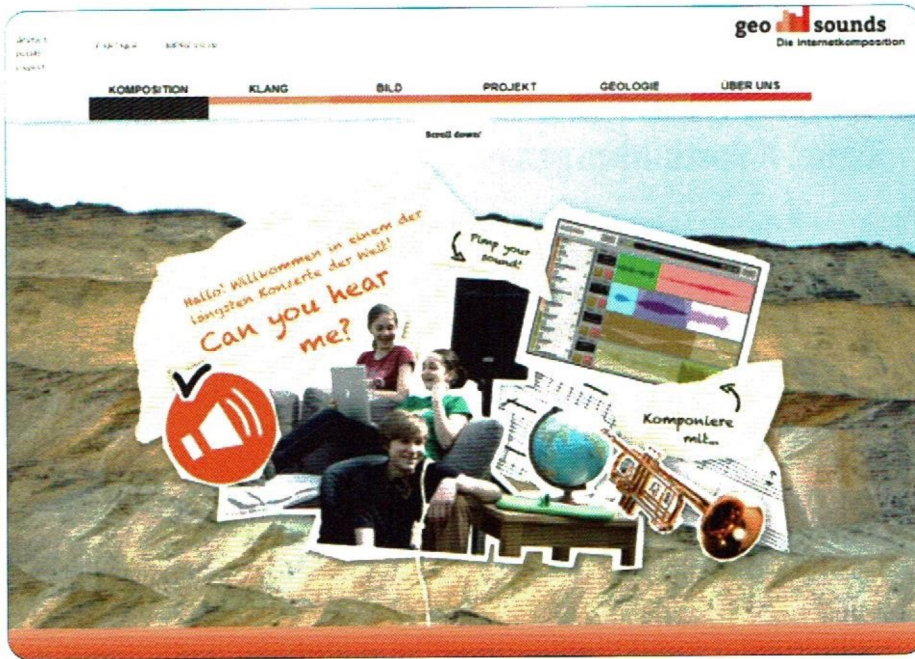 geo sounds
Die Internetkomposition
KOMPOSITION KLANG BILD PROJEKT GEOLOGIE ÜBER UNS
Scroll down!
Hallo! Willkommen in einem der
längsten Konzerte der Welt!
Can you hear
me?
Pimp your
sound!
Komponiere
mit...